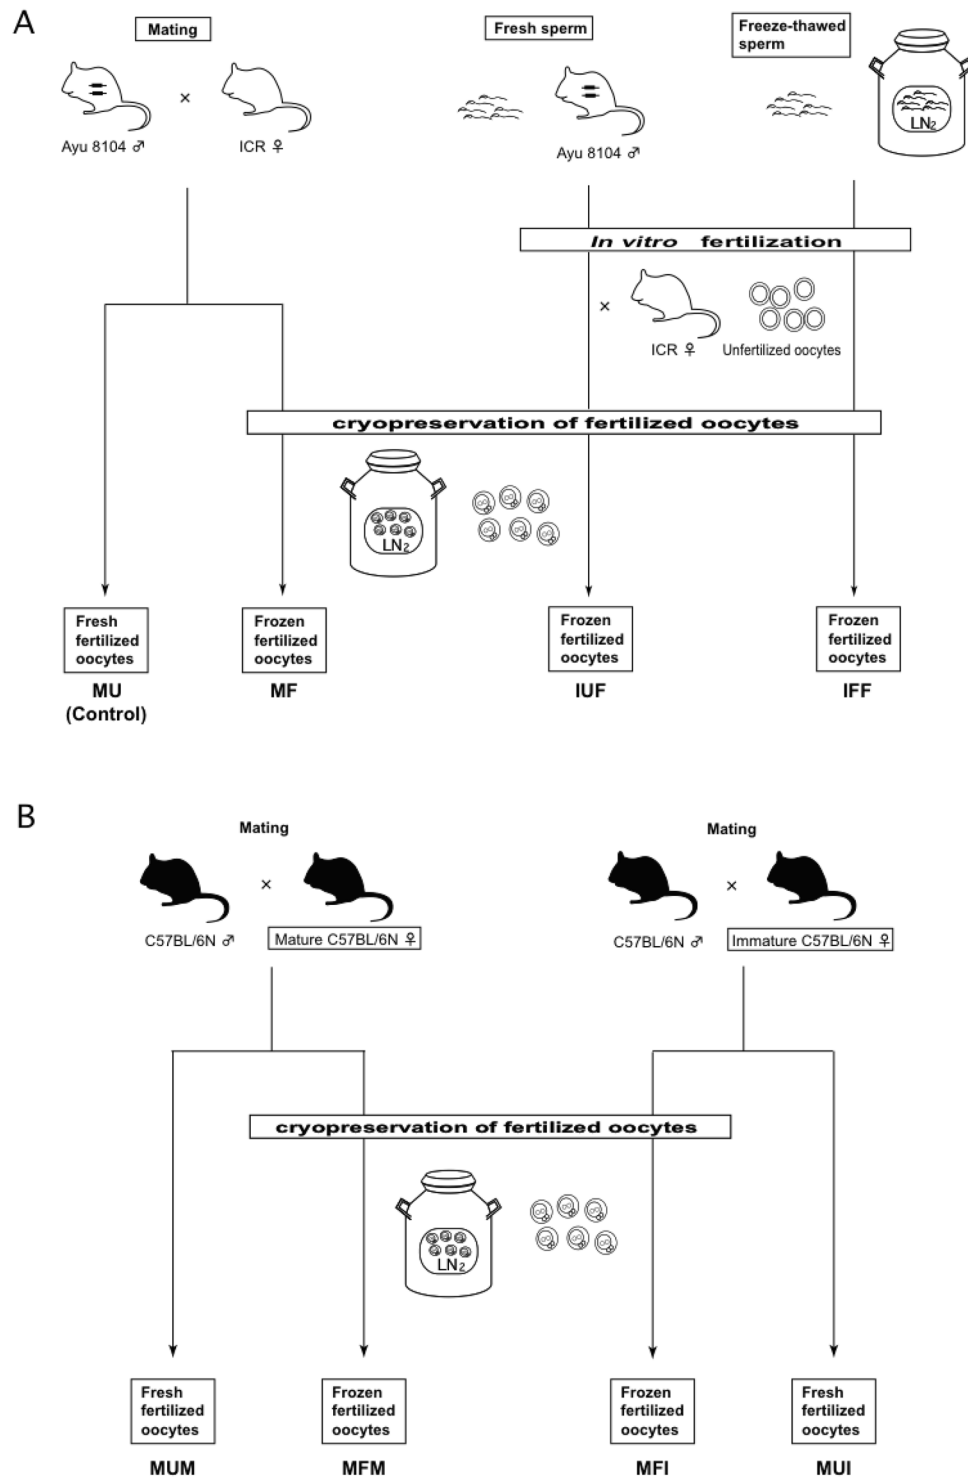 A
Mating
Fresh sperm
Freeze-thawed
sperm
LN2
Ayu 8104 ♂
×
ICR ♀
Ayu 8104 ♂
In vitro fertilization
×
ICR ♀
Unfertilized oocytes
cryopreservation of fertilized oocytes
LN2
Fresh
fertilized
oocytes
Frozen
fertilized
oocytes
Frozen
fertilized
oocytes
Frozen
fertilized
oocytes
MU
(Control)
MF
IUF
IFF
B
Mating
Mating
×
×
C57BL/6N ♂
Mature C57BL/6N ♀
C57BL/6N ♂
Immature C57BL/6N ♀
cryopreservation of fertilized oocytes
LN2
Fresh
fertilized
oocytes
Frozen
fertilized
oocytes
Frozen
fertilized
oocytes
Fresh
fertilized
oocytes
MUM
MFM
MFI
MUI